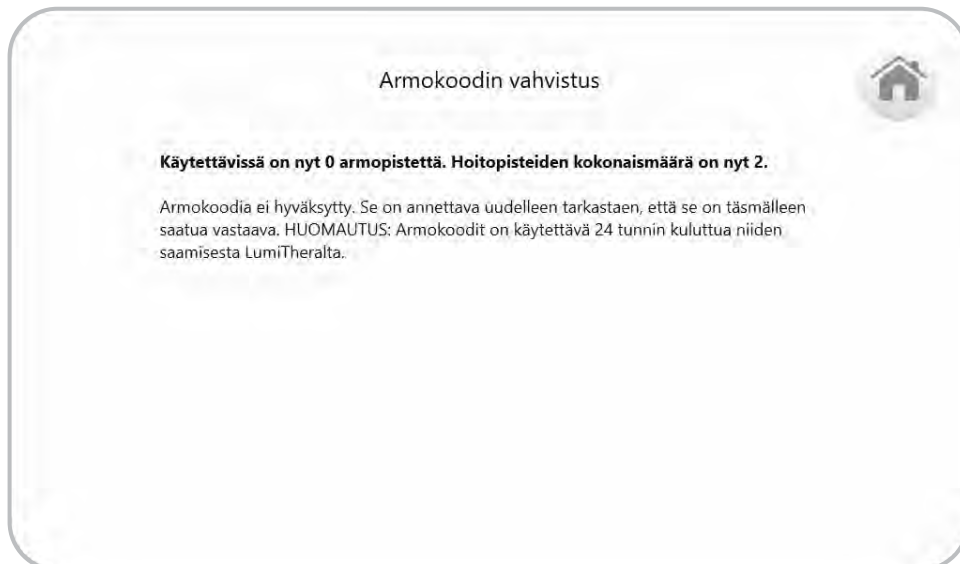 Armokoodin vahvistus
Käytettävissä on nyt 0 armopistettä. Hoitopisteiden kokonaismäärä on nyt 2.
Armokoodia ei hyväksytty. Se on annettava uudelleen tarkastaen, että se on täsmälleen
saatua vastaava. HUOMAUTUS: Armokoodit on käytettävä 24 tunnin kuluttua niiden
saamisesta LumiTheralta.